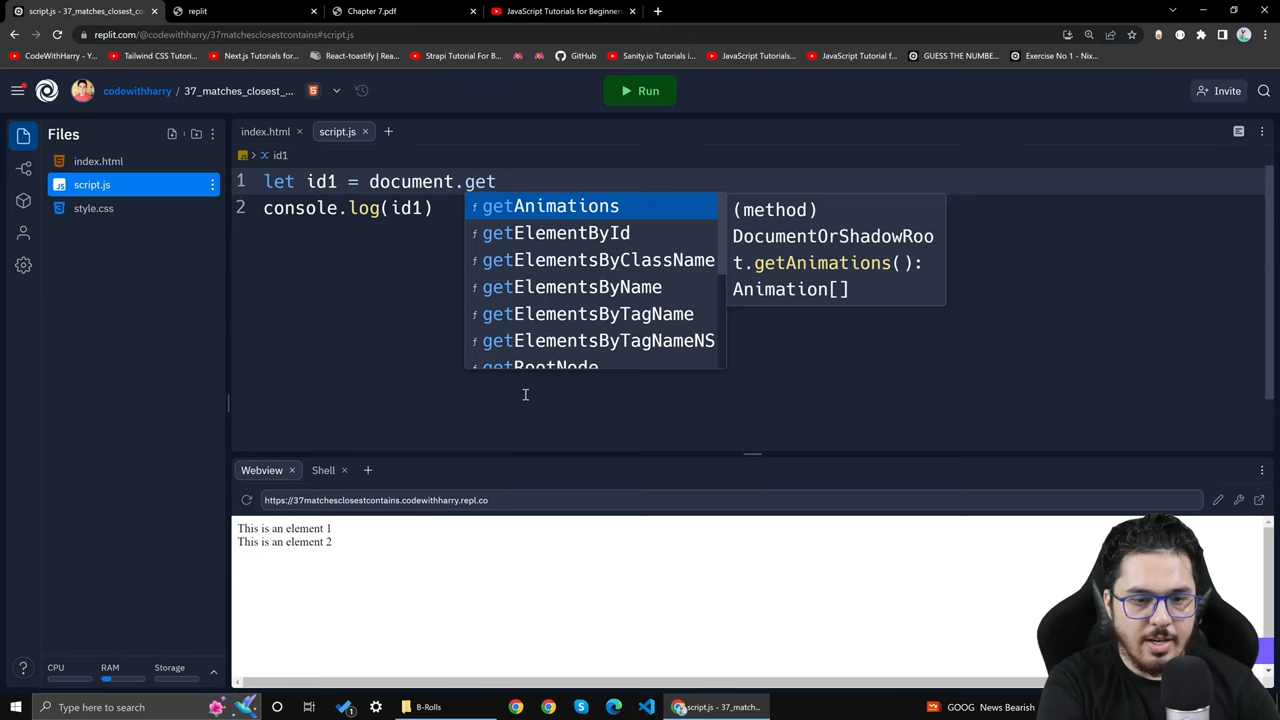 script.js - 37_matches_closest_con
replit
Chapter 7.pdf
JavaScript Tutorials for Beginner
replit.com/@codewithharry/37matchesclosestcontains#script.js
CodeWithHarry - Y...
Tailwind CSS Tutori...
Next.js Tutorials for...
React-toastify | Rea...
Strapi Tutorial For B...
GitHub
Sanity.io Tutorials i...
JavaScript Tutorials...
JavaScript Tutorials f...
GUESS THE NUMBE...
Exercise No 1 - Nix...
codewithharry / 37_matches_closest_...
Run
Invite
Files
index.html
script.js
style.css
index.html
script.js
id1
1 let id1 = document.get
2 console.log(id1)
getAnimations
getElementById
getElementsByClassName
getElementsByName
getElementsByTagName
getElementsByTagNameNS
getRootNode
(method)
DocumentOrShadowRoo
t.getAnimations():
Animation[]
Webview
Shell
https://37matchesclosestcontains.codewithharry.repl.co
This is an element 1
This is an element 2
CPU
RAM
Storage
Type here to search
B-Rolls
script.js - 37_matc...
GOOG News Bearish